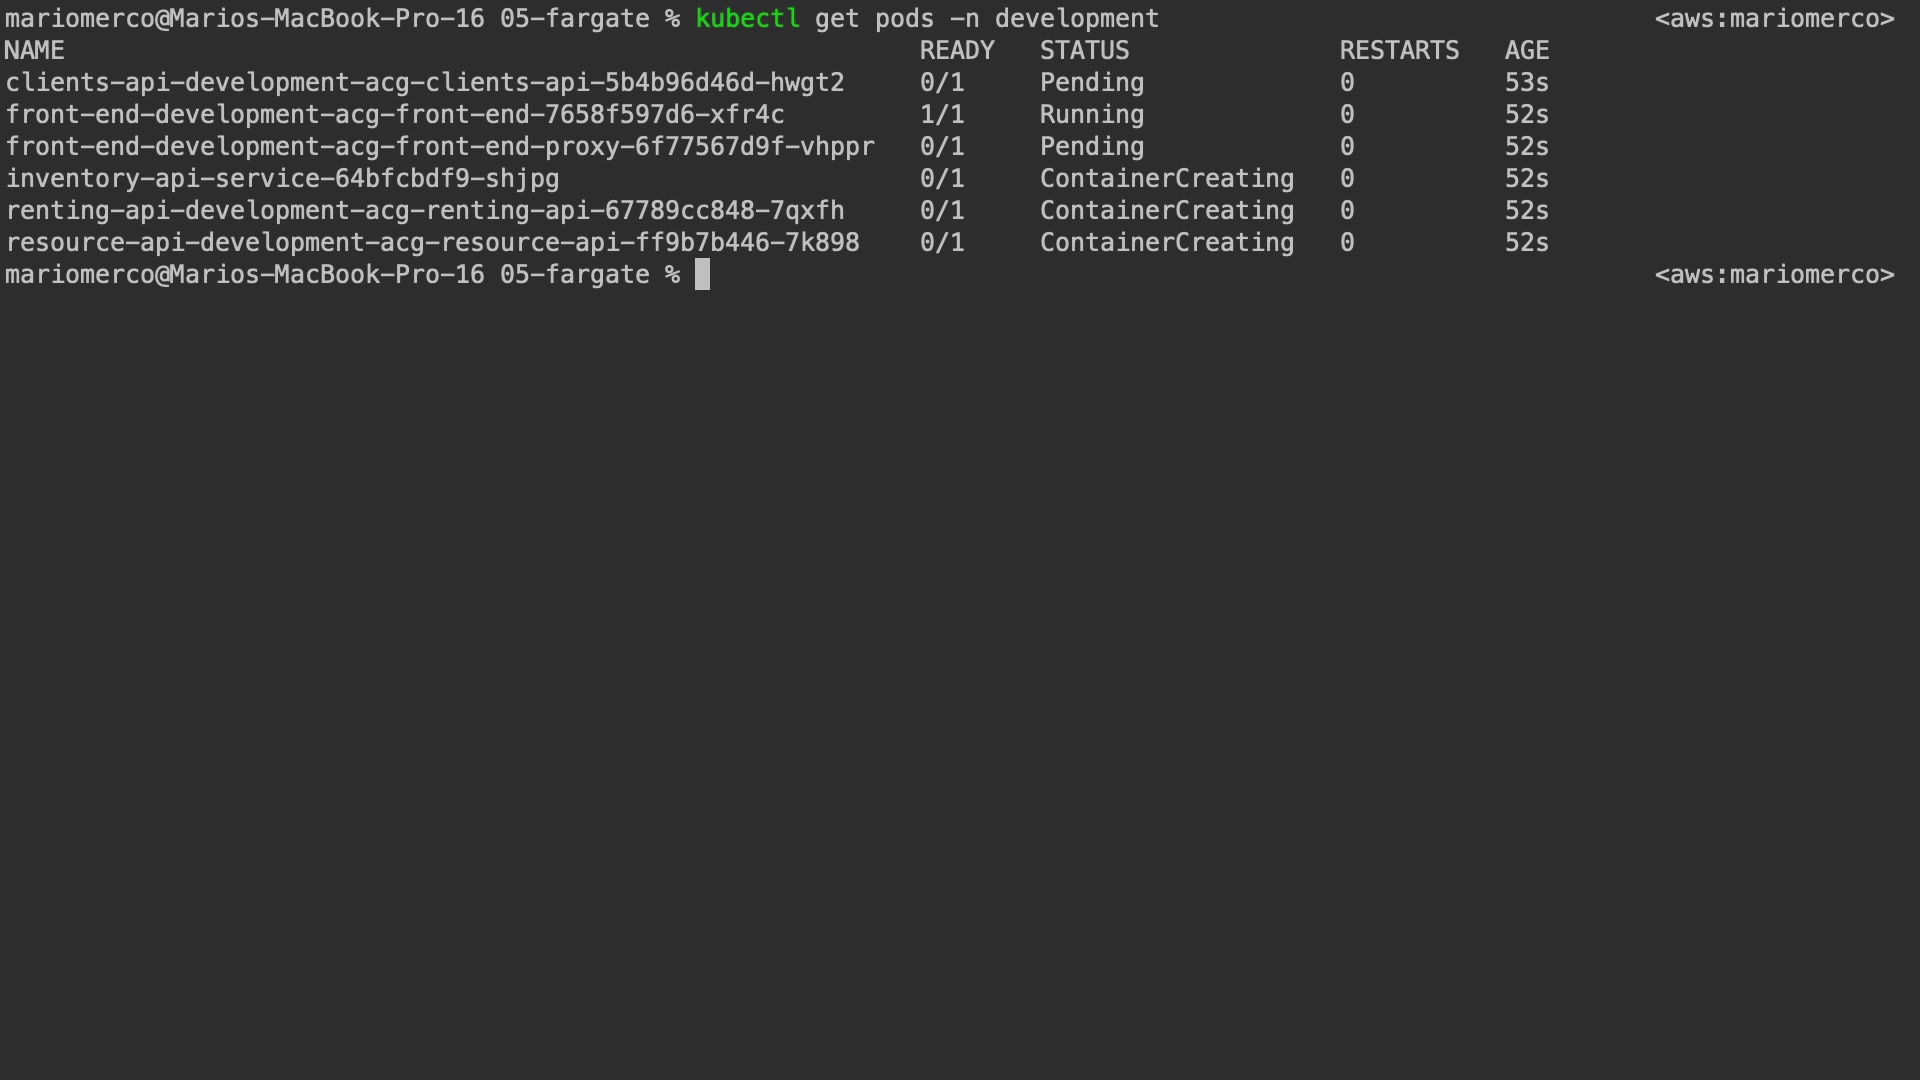 mariomerco@Marios-MacBook-Pro-16 05-fargate % kubectl get pods -n development <aws:mariomerco>
NAME READY STATUS RESTARTS AGE
clients-api-development-acg-clients-api-5b4b96d46d-hwgt2 0/1 Pending 0 53s
front-end-development-acg-front-end-7658f597d6-xfr4c 1/1 Running 0 52s
front-end-development-acg-front-end-proxy-6f77567d9f-vhppr 0/1 Pending 0 52s
inventory-api-service-64bfcbdf9-shjpg 0/1 ContainerCreating 0 52s
renting-api-development-acg-renting-api-67789cc848-7qxfh 0/1 ContainerCreating 0 52s
resource-api-development-acg-resource-api-ff9b7b446-7k898 0/1 ContainerCreating 0 52s
mariomerco@Marios-MacBook-Pro-16 05-fargate % <aws:mariomerco>